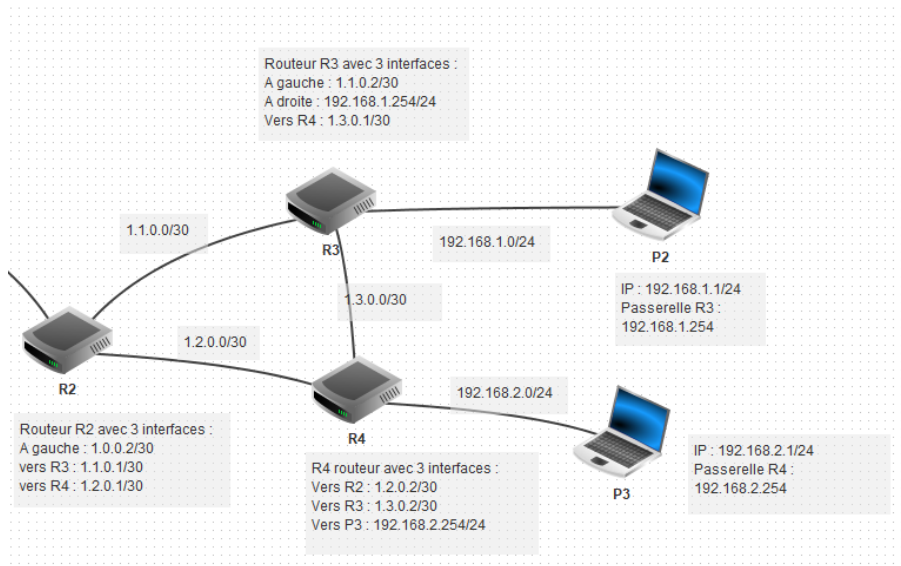 Routeur R3 avec 3 interfaces :
A gauche : 1.1.0.2/30
A droite : 192.168.1.254/24
Vers R4 : 1.3.0.1/30
1.1.0.0/30
R3
192.168.1.0/24
P2
IP : 192.168.1.1/24
Passerelle R3 :
192.168.1.254
1.3.0.0/30
1.2.0.0/30
R2
Routeur R2 avec 3 interfaces :
A gauche : 1.0.0.2/30
vers R3 : 1.1.0.1/30
vers R4 : 1.2.0.1/30
192.168.2.0/24
R4
R4 routeur avec 3 interfaces :
Vers R2 : 1.2.0.2/30
Vers R3 : 1.3.0.2/30
Vers P3 : 192.168.2.254/24
P3
IP : 192.168.2.1/24
Passerelle R4 :
192.168.2.254